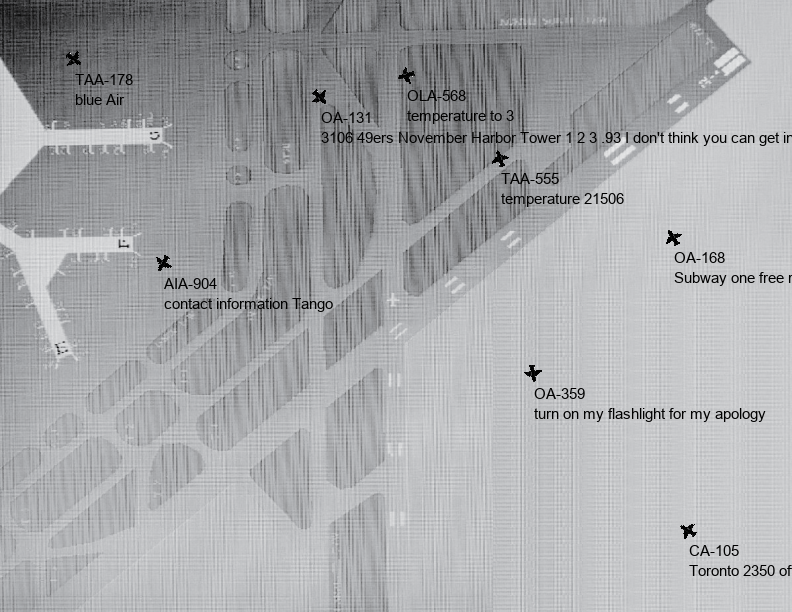 TAA-178
blue Air
OA-131
3106 49ers November Harbor Tower 1 2 3 .93 I don't think you can get in
OLA-568
temperature to 3
TAA-555
temperature 21506
OA-168
Subway one free
AIA-904
contact information Tango
OA-359
turn on my flashlight for my apology
CA-105
Toronto 2350 of